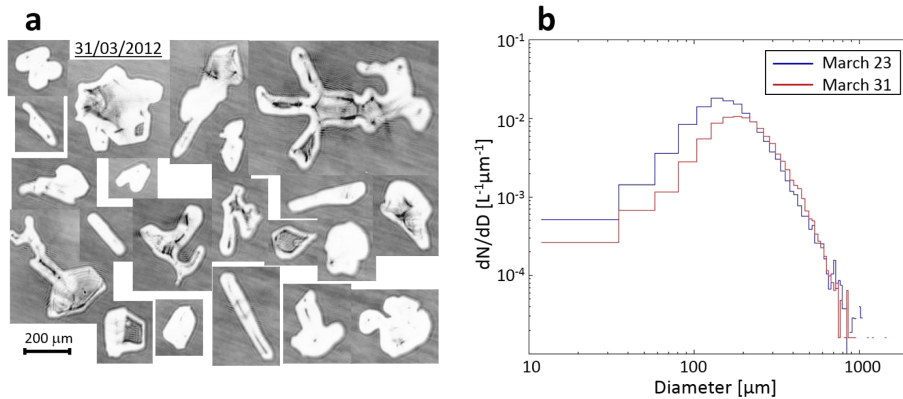 a
31/03/2012
200 μm
b
March 23
March 31
10⁻¹
10⁻²
10⁻³
10⁻⁴
dN/dD [L⁻¹μm⁻¹]
10
100
1000
Diameter [μm]